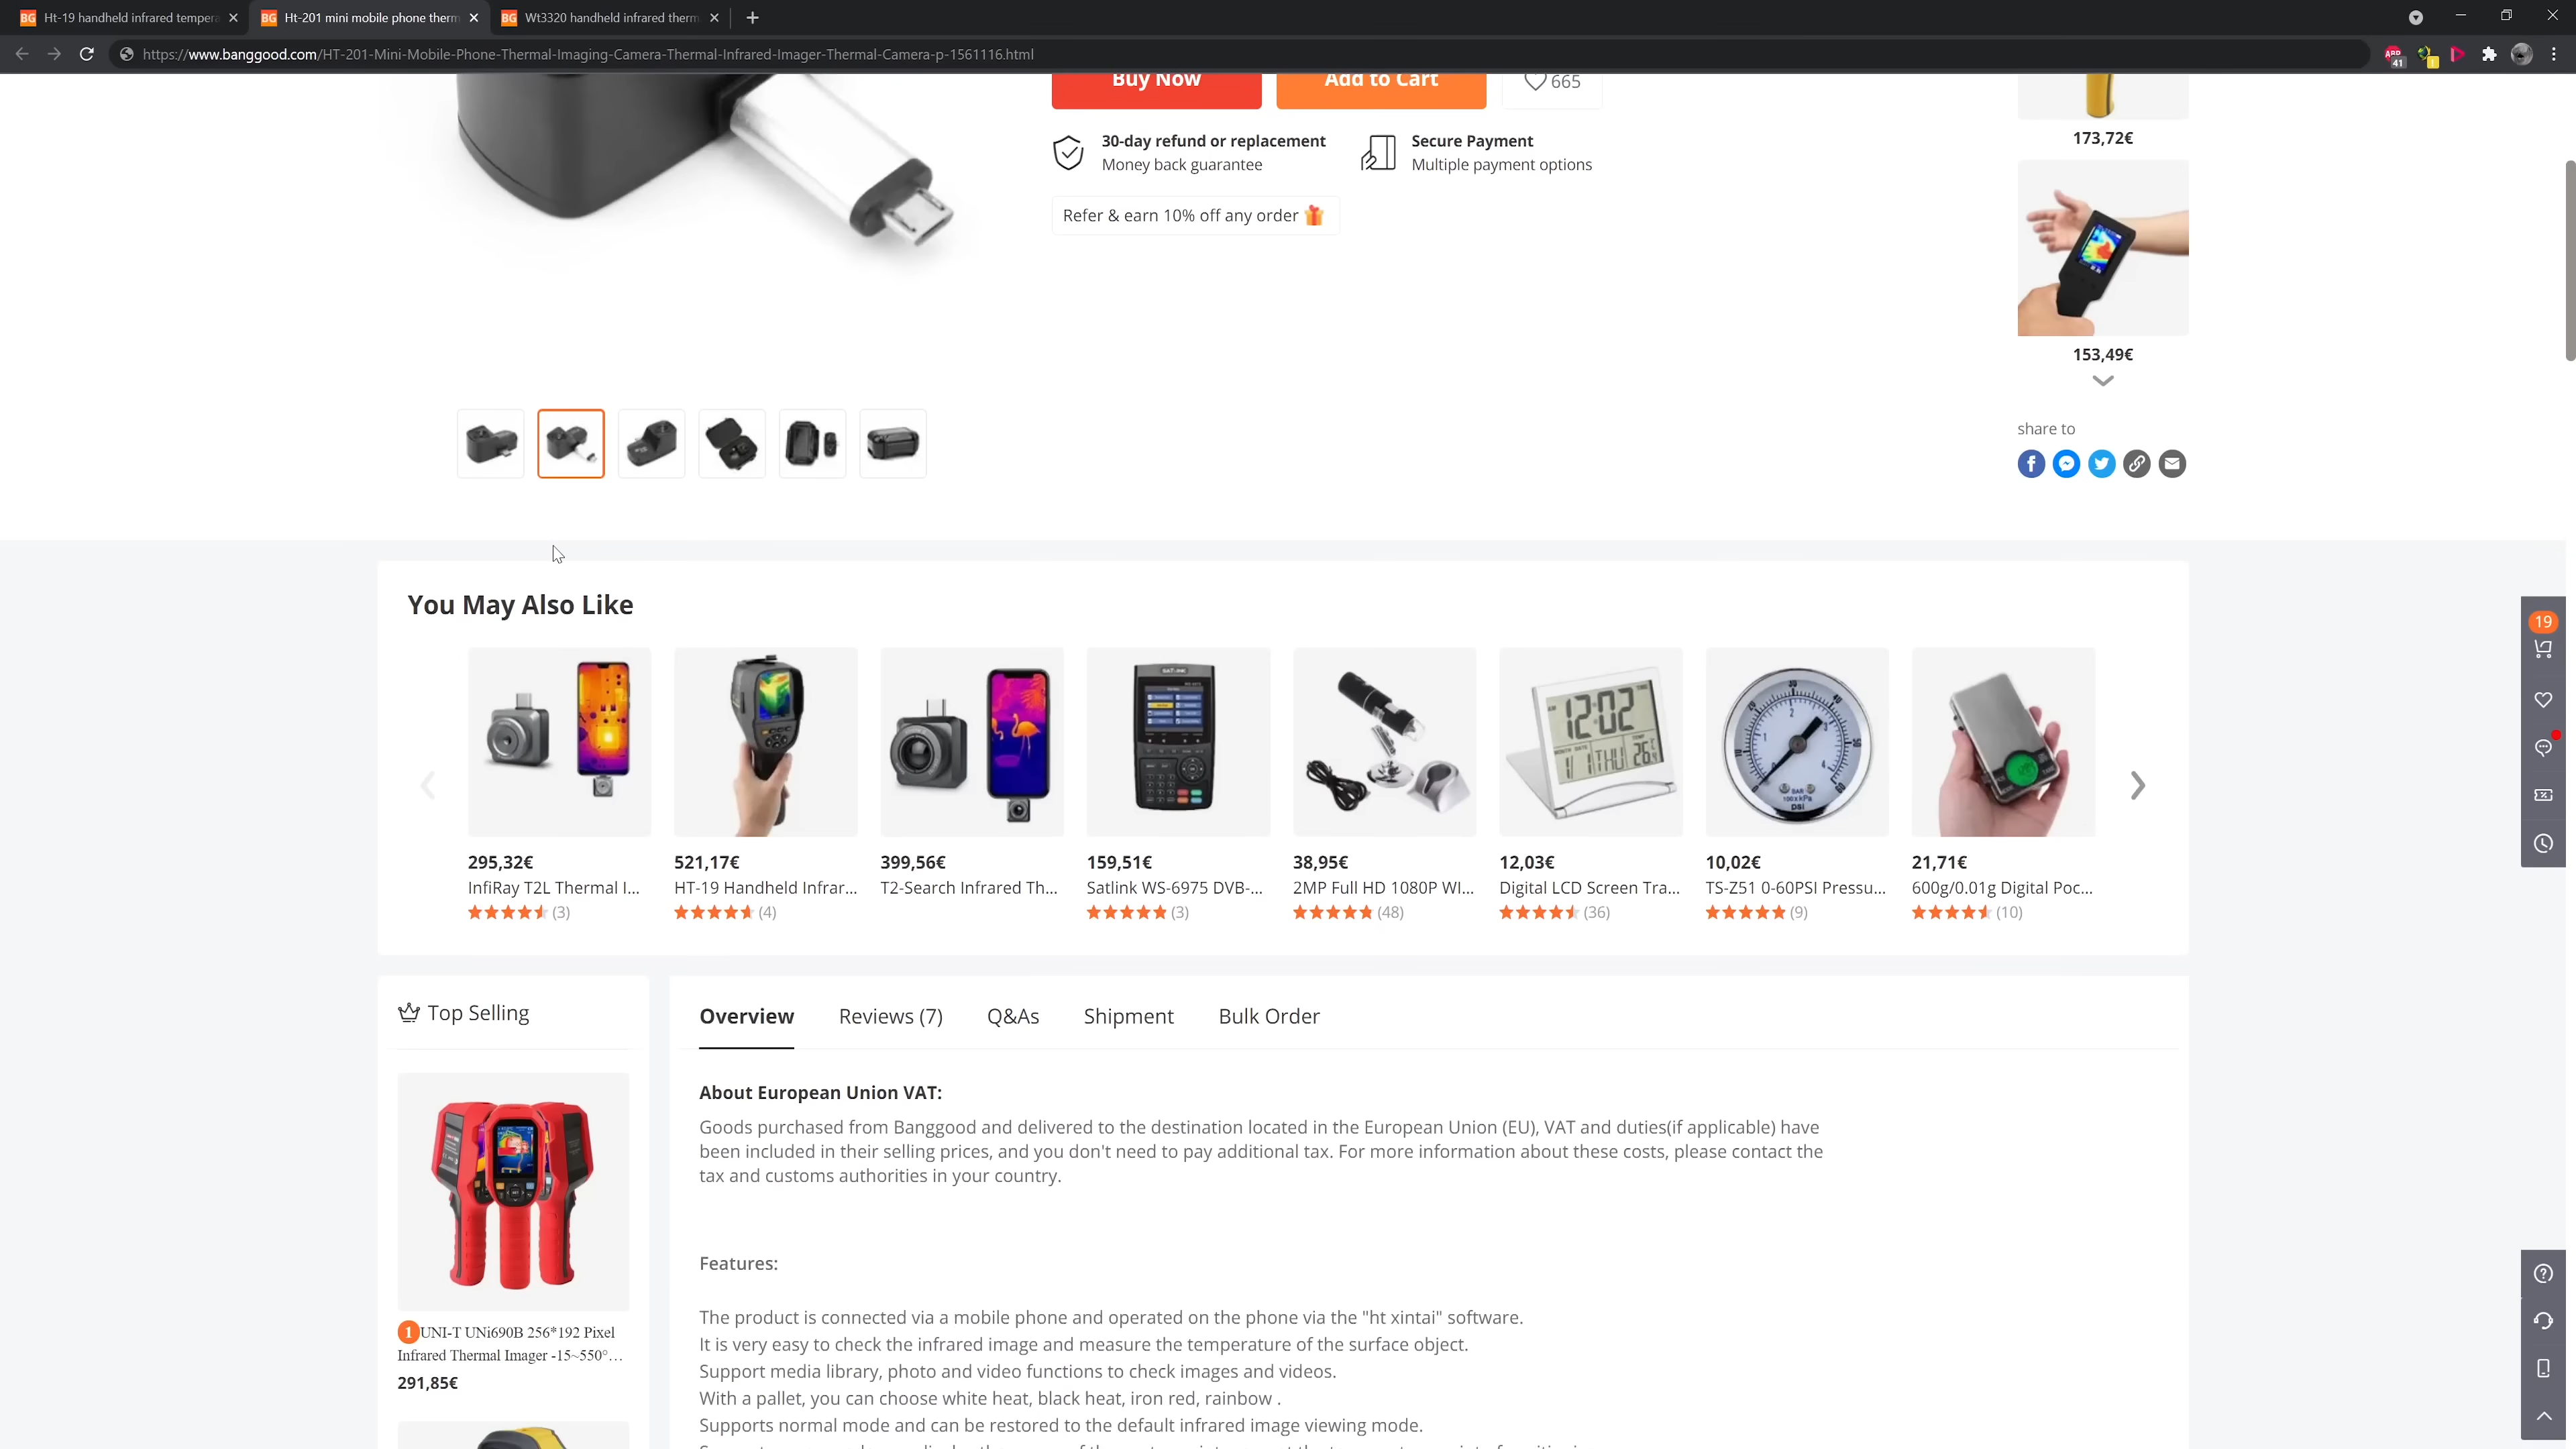 Ht-19 handheld infrared tempera
Ht-201 mini mobile phone therm
Wt3320 handheld infrared therm
https://www.banggood.com/HT-201-Mini-Mobile-Phone-Thermal-Imaging-Camera-Thermal-Infrared-Imager-Thermal-Camera-p-1561116.html
ABP
41
Buy Now
Add to Cart
665
30-day refund or replacement
Money back guarantee
Secure Payment
Multiple payment options
Refer & earn 10% off any order
173,72€
153,49€
share to
You May Also Like
295,32€
InfiRay T2L Thermal I...
(3)
521,17€
HT-19 Handheld Infrar...
(4)
399,56€
T2-Search Infrared Th...
159,51€
Satlink WS-6975 DVB-...
(3)
38,95€
2MP Full HD 1080P WI...
(48)
12,03€
Digital LCD Screen Tra...
(36)
10,02€
TS-Z51 0-60PSI Pressu...
(9)
21,71€
600g/0.01g Digital Poc...
(10)
19
Top Selling
1 UNI-T UNi690B 256*192 Pixel
Infrared Thermal Imager -15~550°...
291,85€
Overview
Reviews (7)
Q&As
Shipment
Bulk Order
About European Union VAT:
Goods purchased from Banggood and delivered to the destination located in the European Union (EU), VAT and duties(if applicable) have
been included in their selling prices, and you don't need to pay additional tax. For more information about these costs, please contact the
tax and customs authorities in your country.
Features:
The product is connected via a mobile phone and operated on the phone via the "ht xintai" software.
It is very easy to check the infrared image and measure the temperature of the surface object.
Support media library, photo and video functions to check images and videos.
With a pallet, you can choose white heat, black heat, iron red, rainbow .
Supports normal mode and can be restored to the default infrared image viewing mode.